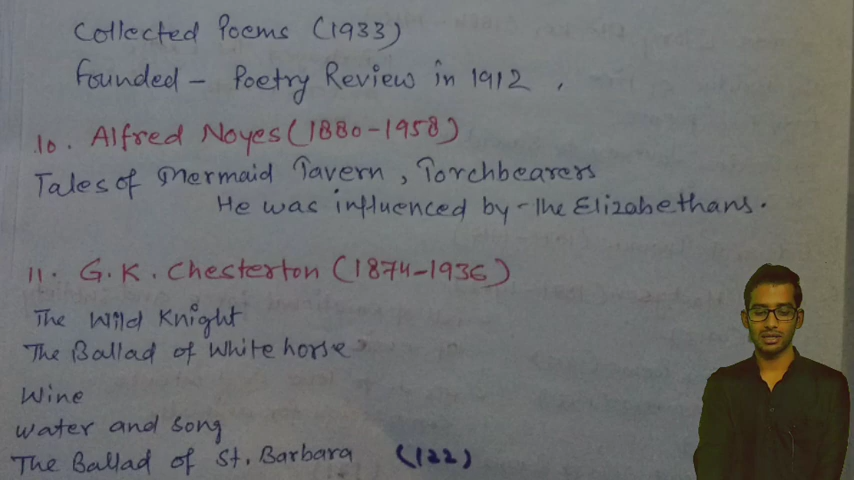 Collected Poems (1933)
founded - Poetry Review in 1912 .
10. Alfred Noyes (1880-1958)
Tales of Mermaid Tavern , Torchbearers
He was influenced by - the Elizabethans.
11. G. K. Chesterton (1874-1936)
The Wild Knight
The Ballad of White horse
Wine
Water and Song
The Ballad of St. Barbara (122)